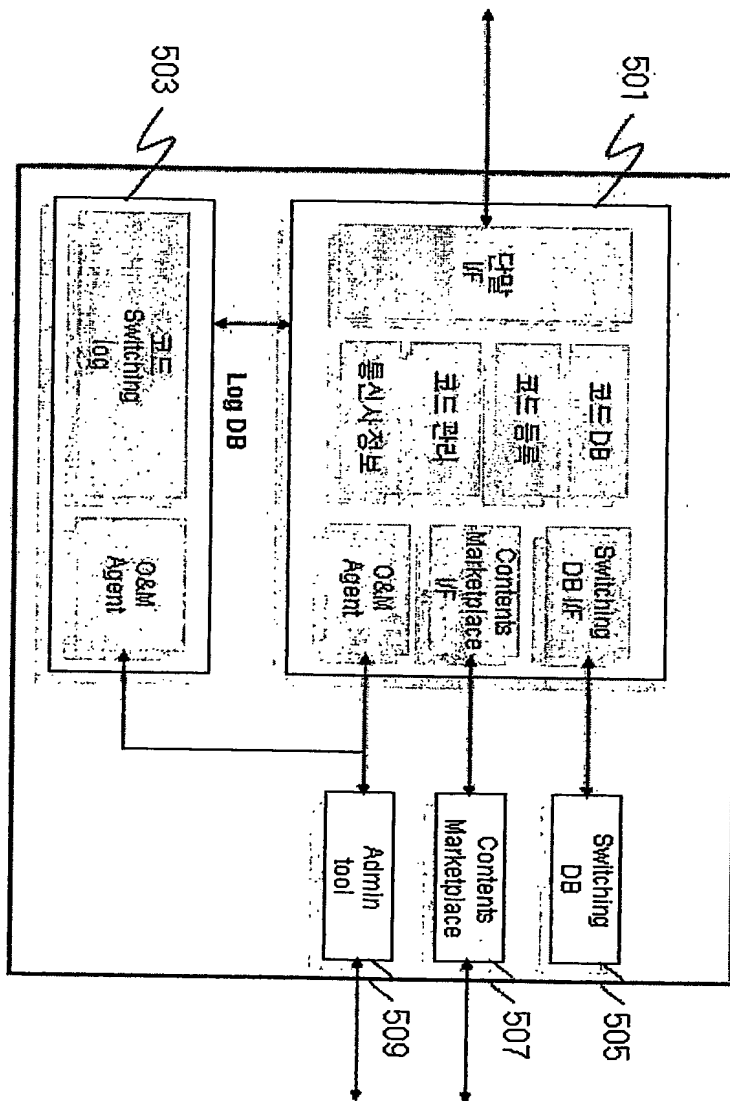 501
503
단말
I/F
코드 DB
코드 등록
코드 관리
통신사 정보
Switching
DB I/F
Contents
Marketplace
I/F
O&M
Agent
Log DB
코드
Switching
log
O&M
Agent
Switching
DB
Contents
Marketplace
Admin
tool
505
507
509